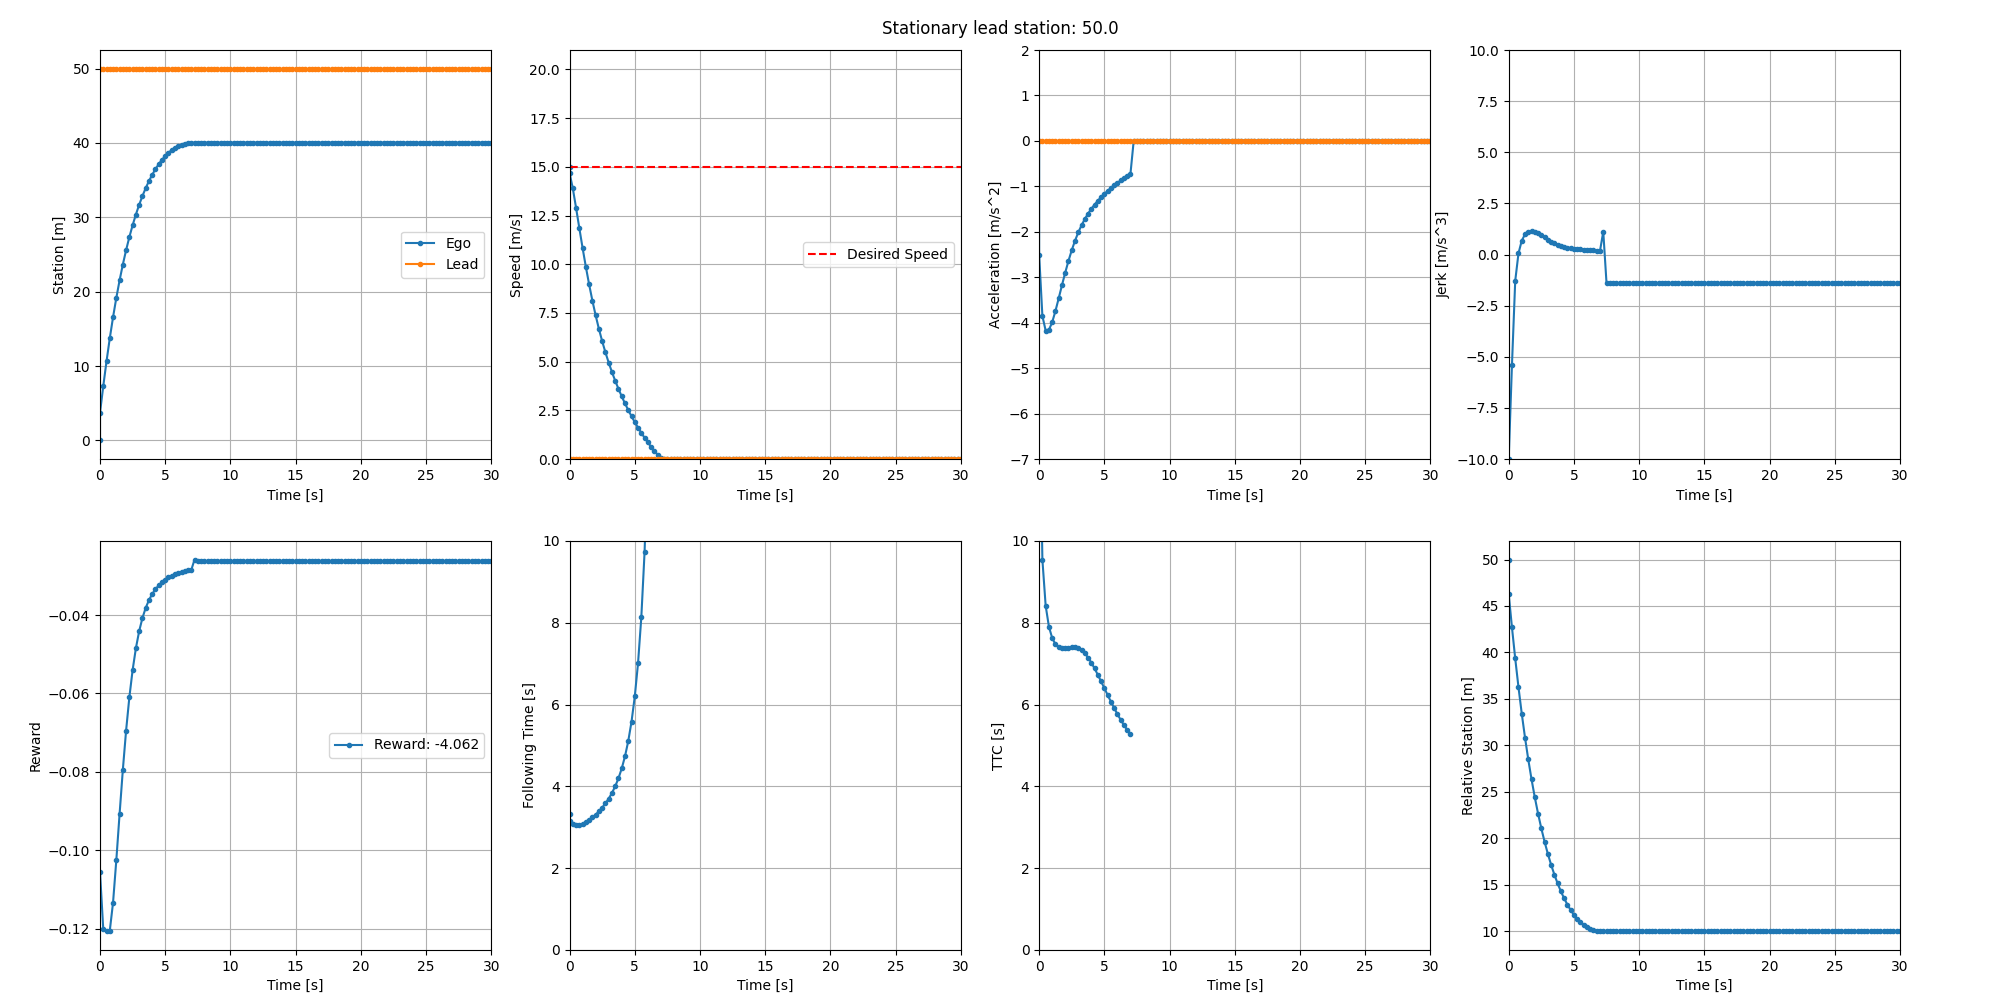 Stationary lead station: 50.0
50
40
30
20
10
0
Station [m]
Ego
Lead
0 5 10 15 20 25 30
Time [s]
20.0
17.5
15.0
12.5
10.0
7.5
5.0
2.5
0.0
Speed [m/s]
Desired Speed
0 5 10 15 20 25 30
Time [s]
2
1
0
−1
−2
−3
−4
−5
−6
−7
Acceleration [m/s^2]
0 5 10 15 20 25 30
Time [s]
10.0
7.5
5.0
2.5
0.0
−2.5
−5.0
−7.5
−10.0
Jerk [m/s^3]
0 5 10 15 20 25 30
Time [s]
−0.04
−0.06
−0.08
−0.10
−0.12
Reward
Reward: -4.062
0 5 10 15 20 25 30
Time [s]
10
8
6
4
2
0
Following Time [s]
0 5 10 15 20 25 30
Time [s]
10
8
6
4
2
0
TTC [s]
0 5 10 15 20 25 30
Time [s]
50
45
40
35
30
25
20
15
10
Relative Station [m]
0 5 10 15 20 25 30
Time [s]